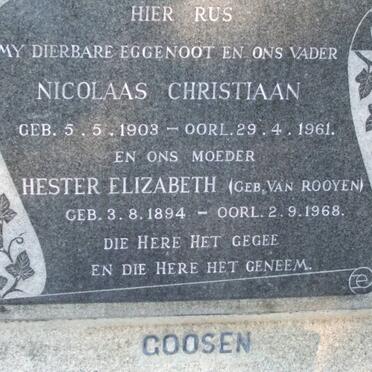 HIER RUS
MY DIERBARE EGGENOOT EN ONS VADER
NICOLAAS CHRISTIAAN
GEB. 5.5.1903 — OORL. 29.4.1961.
EN ONS MOEDER
HESTER ELIZABETH (GEB. VAN ROOYEN)
GEB. 3.8.1894 — OORL. 2.9.1968.
DIE HERE HET GEGEE
EN DIE HERE HET GENEEM.
GOOSEN